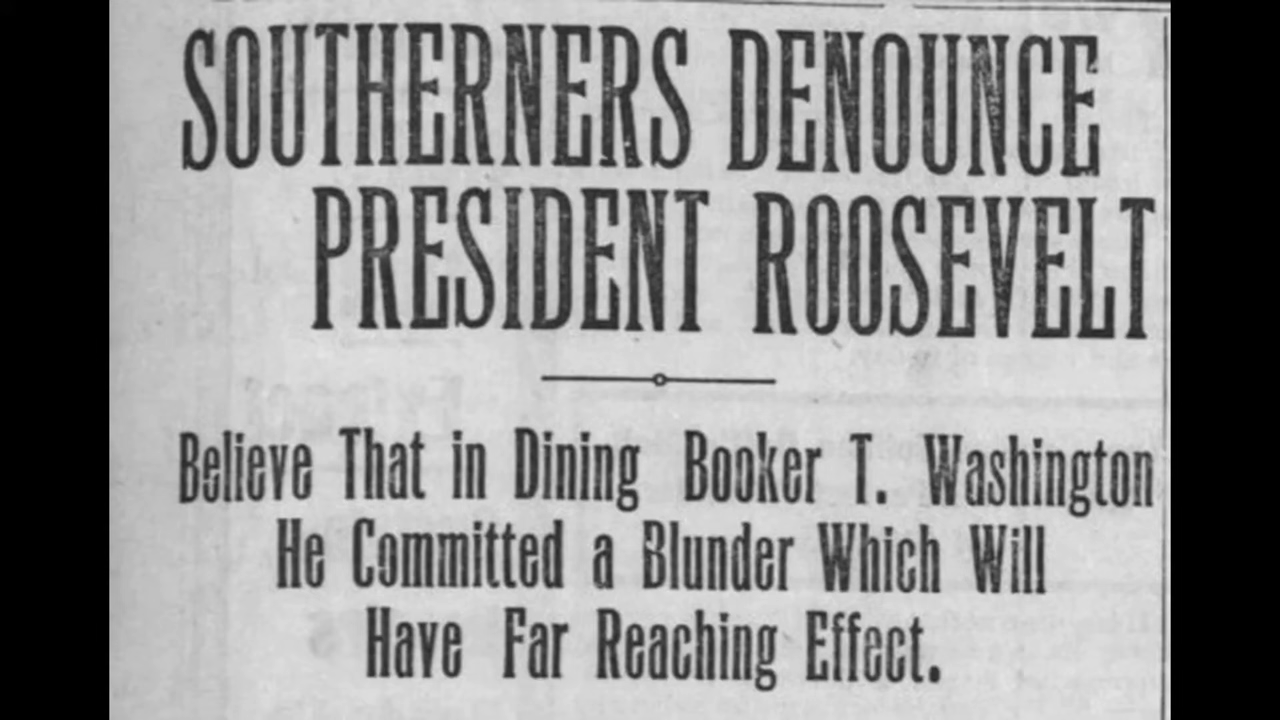 SOUTHERNERS DENOUNCE
PRESIDENT ROOSEVELT
Believe That in Dining Booker T. Washington
He Committed a Blunder Which Will
Have Far Reaching Effect.